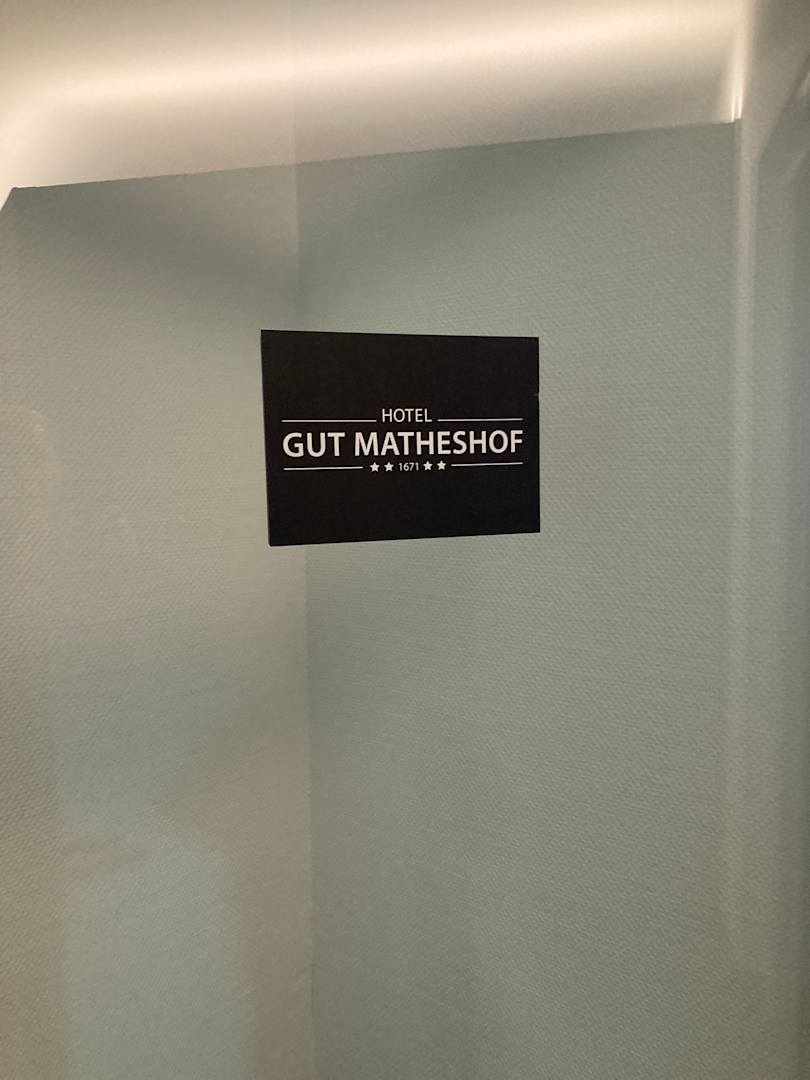 HOTEL
GUT MATHESHOF
★ ★ 1671 ★ ★